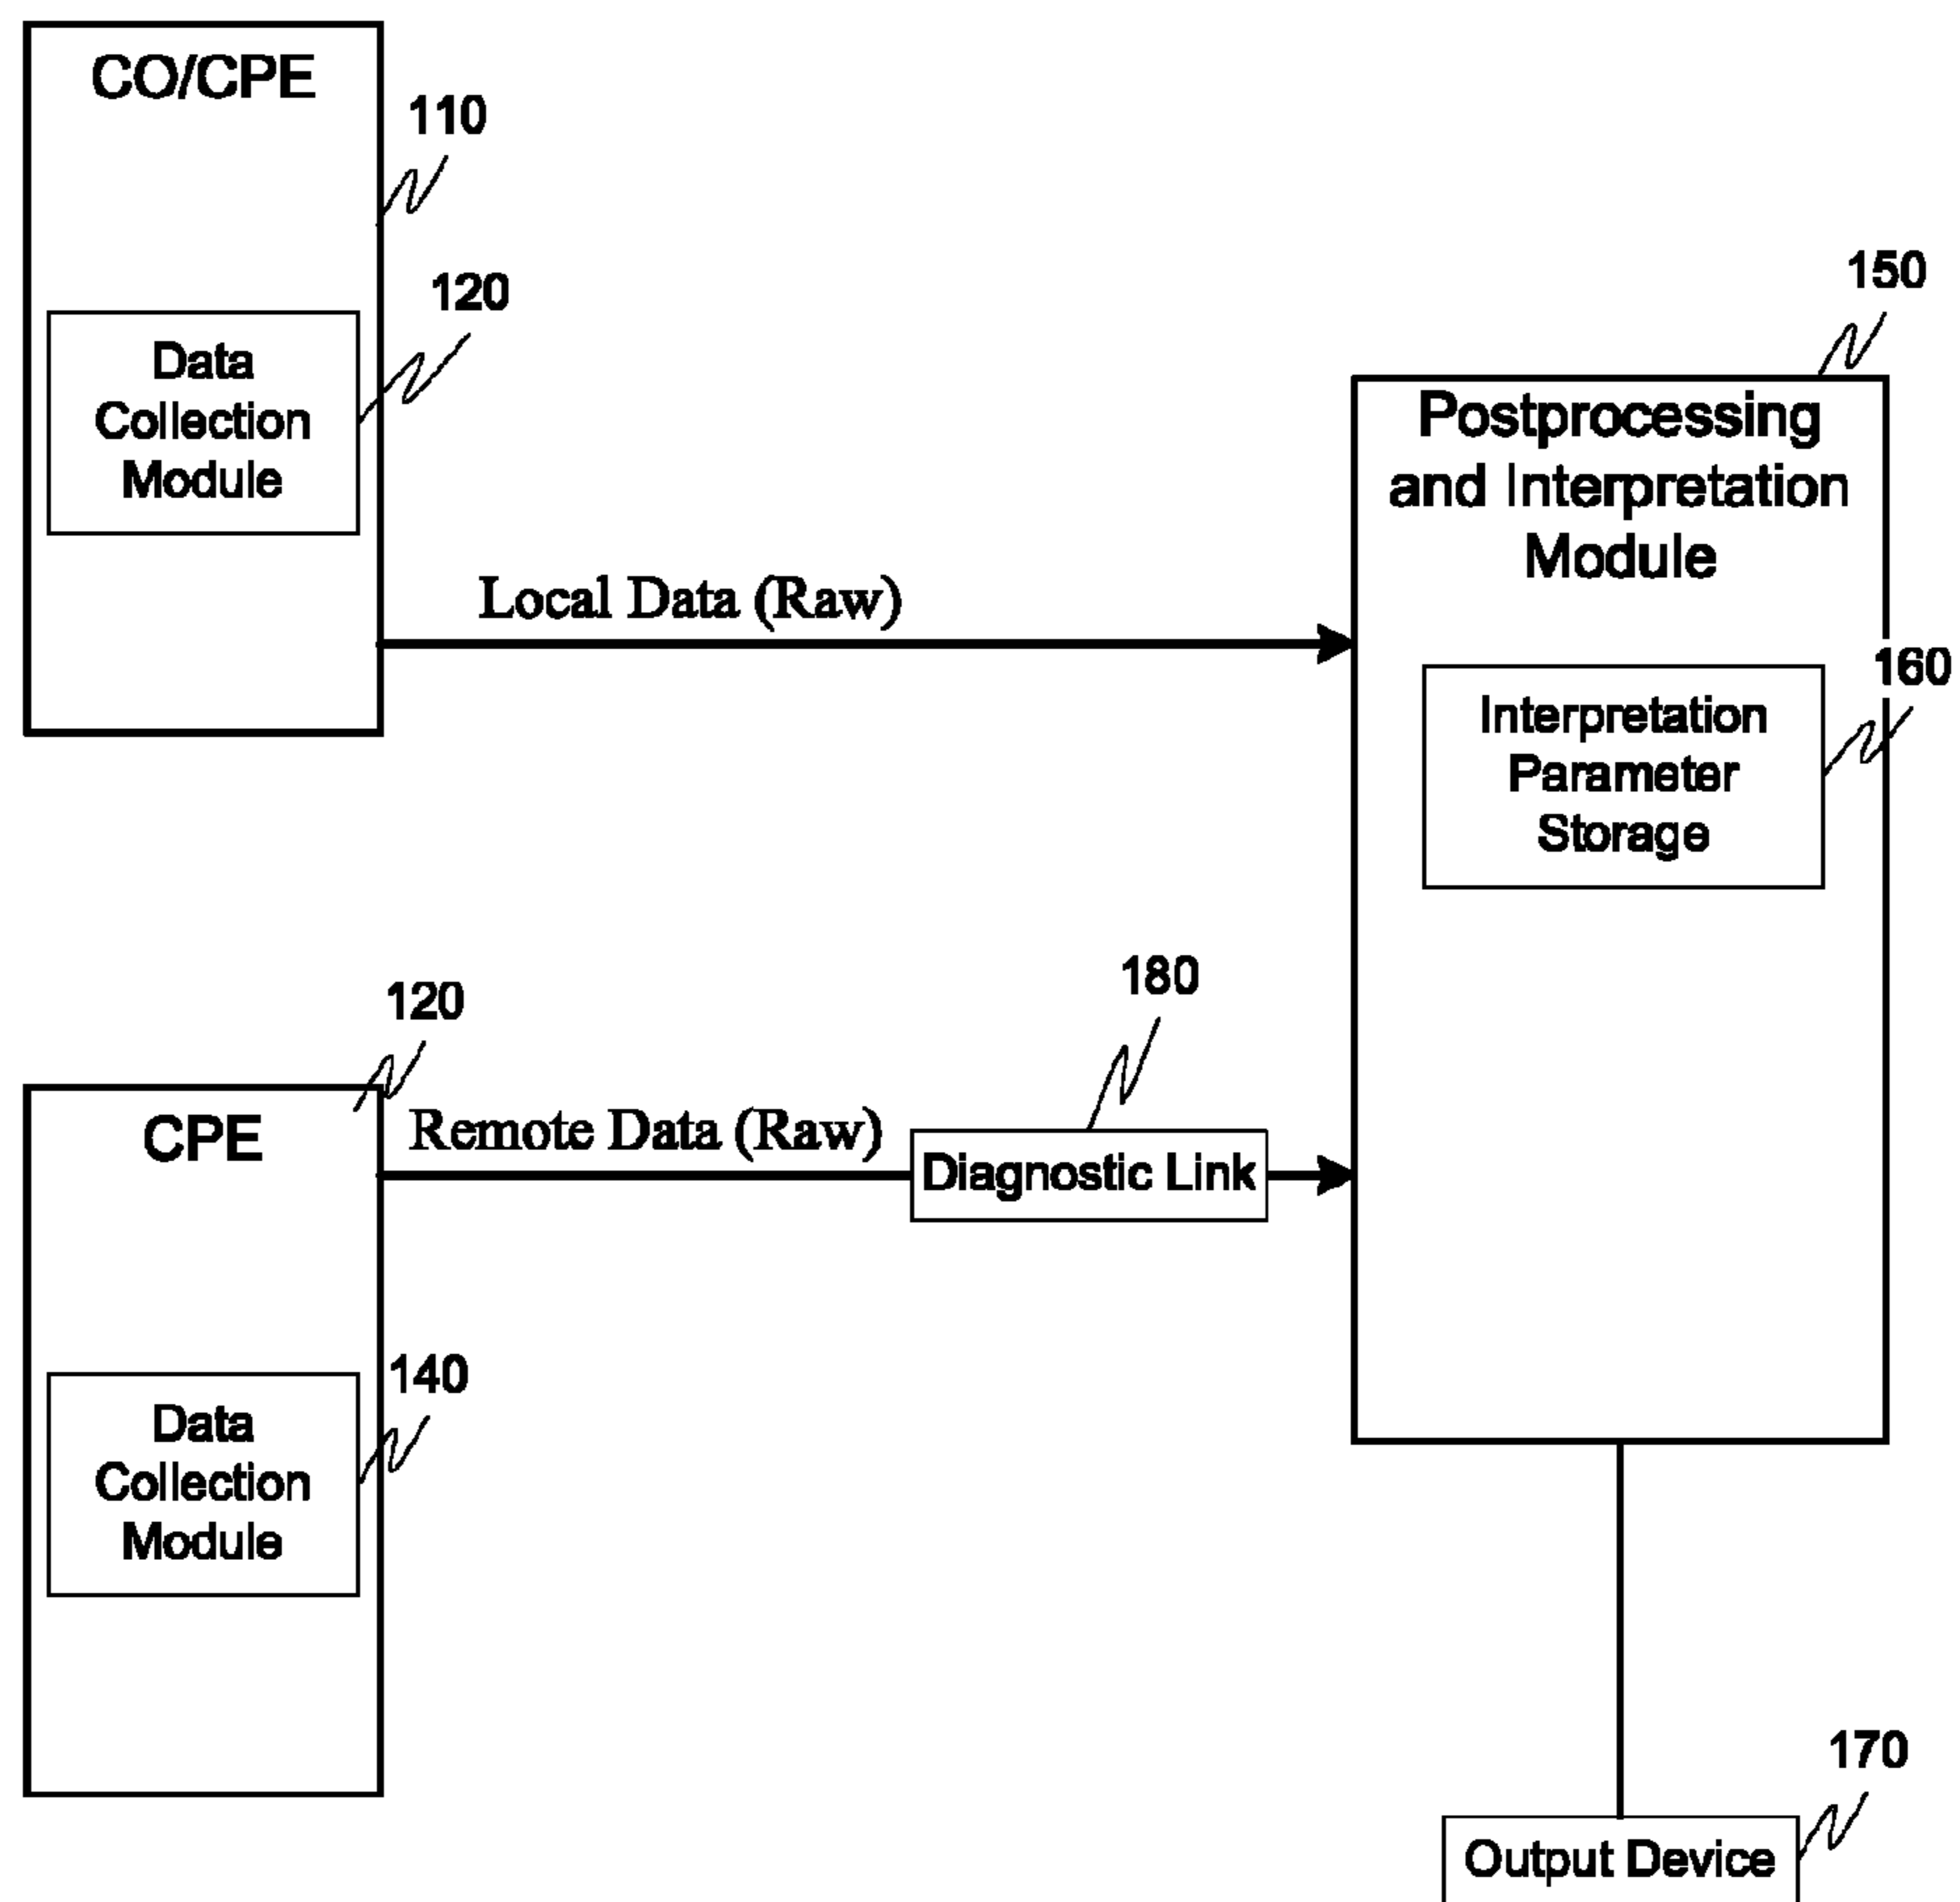 CO/CPE
110
120
Data
Collection
Module
Local Data (Raw)
150
Postprocessing
and Interpretation
Module
160
Interpretation
Parameter
Storage
120
CPE
Remote Data (Raw)
180
Diagnostic Link
140
Data
Collection
Module
170
Output Device